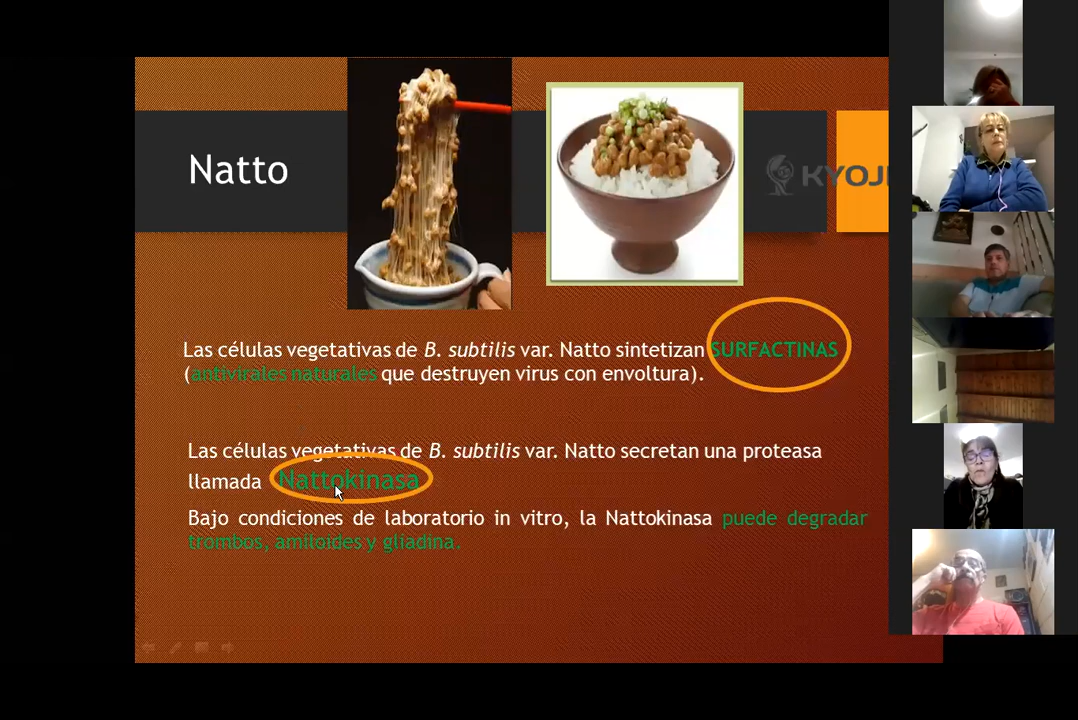 Natto
KYOJI
Las células vegetativas de B. subtilis var. Natto sintetizan SURFACTINAS
(antivirales naturales que destruyen virus con envoltura).
Las células vegetativas de B. subtilis var. Natto secretan una proteasa
llamada Nattokinasa
Bajo condiciones de laboratorio in vitro, la Nattokinasa puede degradar
trombos, amiloides y gliadina.